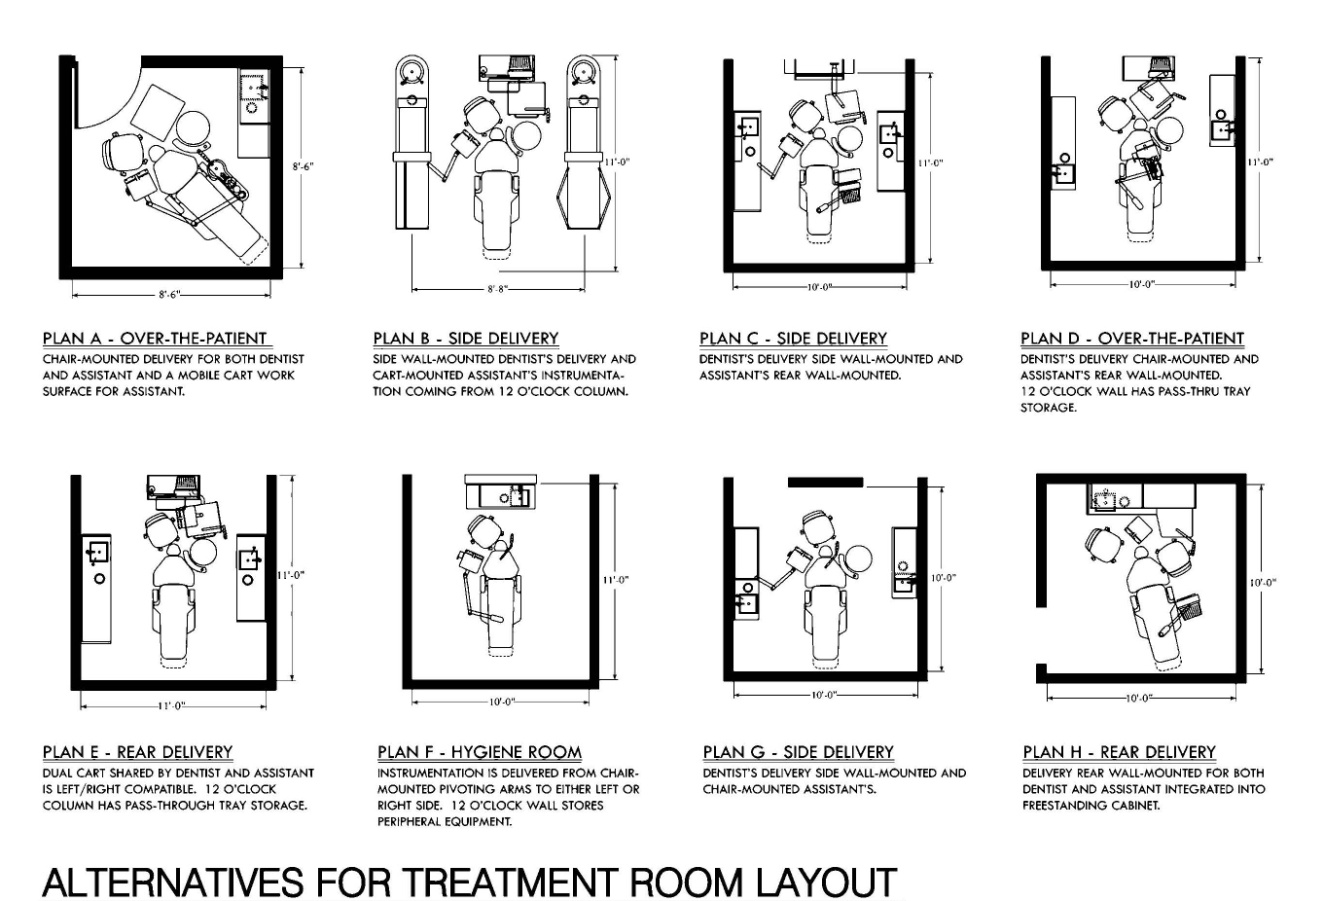 8'-6"
8'-6"
PLAN A - OVER-THE-PATIENT
CHAIR-MOUNTED DELIVERY FOR BOTH DENTIST
AND ASSISTANT AND A MOBILE CART WORK
SURFACE FOR ASSISTANT.
11'-0"
8'-8"
PLAN B - SIDE DELIVERY
SIDE WALL-MOUNTED DENTIST'S DELIVERY AND
CART-MOUNTED ASSISTANT'S INSTRUMENTA-
TION COMING FROM 12 O'CLOCK COLUMN.
11'-0"
10'-0"
PLAN C - SIDE DELIVERY
DENTIST'S DELIVERY SIDE WALL-MOUNTED AND
ASSISTANT'S REAR WALL-MOUNTED.
11'-0"
10'-0"
PLAN D - OVER-THE-PATIENT
DENTIST'S DELIVERY CHAIR-MOUNTED AND
ASSISTANT'S REAR WALL-MOUNTED.
12 O'CLOCK WALL HAS PASS-THRU TRAY
STORAGE.
11'-0"
11'-0"
PLAN E - REAR DELIVERY
DUAL CART SHARED BY DENTIST AND ASSISTANT
IS LEFT/RIGHT COMPATIBLE. 12 O'CLOCK
COLUMN HAS PASS-THROUGH TRAY STORAGE.
11'-0"
10'-0"
PLAN F - HYGIENE ROOM
INSTRUMENTATION IS DELIVERED FROM CHAIR-
MOUNTED PIVOTING ARMS TO EITHER LEFT OR
RIGHT SIDE. 12 O'CLOCK WALL STORES
PERIPHERAL EQUIPMENT.
10'-0"
10'-0"
PLAN G - SIDE DELIVERY
DENTIST'S DELIVERY SIDE WALL-MOUNTED AND
CHAIR-MOUNTED ASSISTANT'S.
10'-0"
10'-0"
PLAN H - REAR DELIVERY
DELIVERY REAR WALL-MOUNTED FOR BOTH
DENTIST AND ASSISTANT INTEGRATED INTO
FREESTANDING CABINET.
ALTERNATIVES FOR TREATMENT ROOM LAYOUT